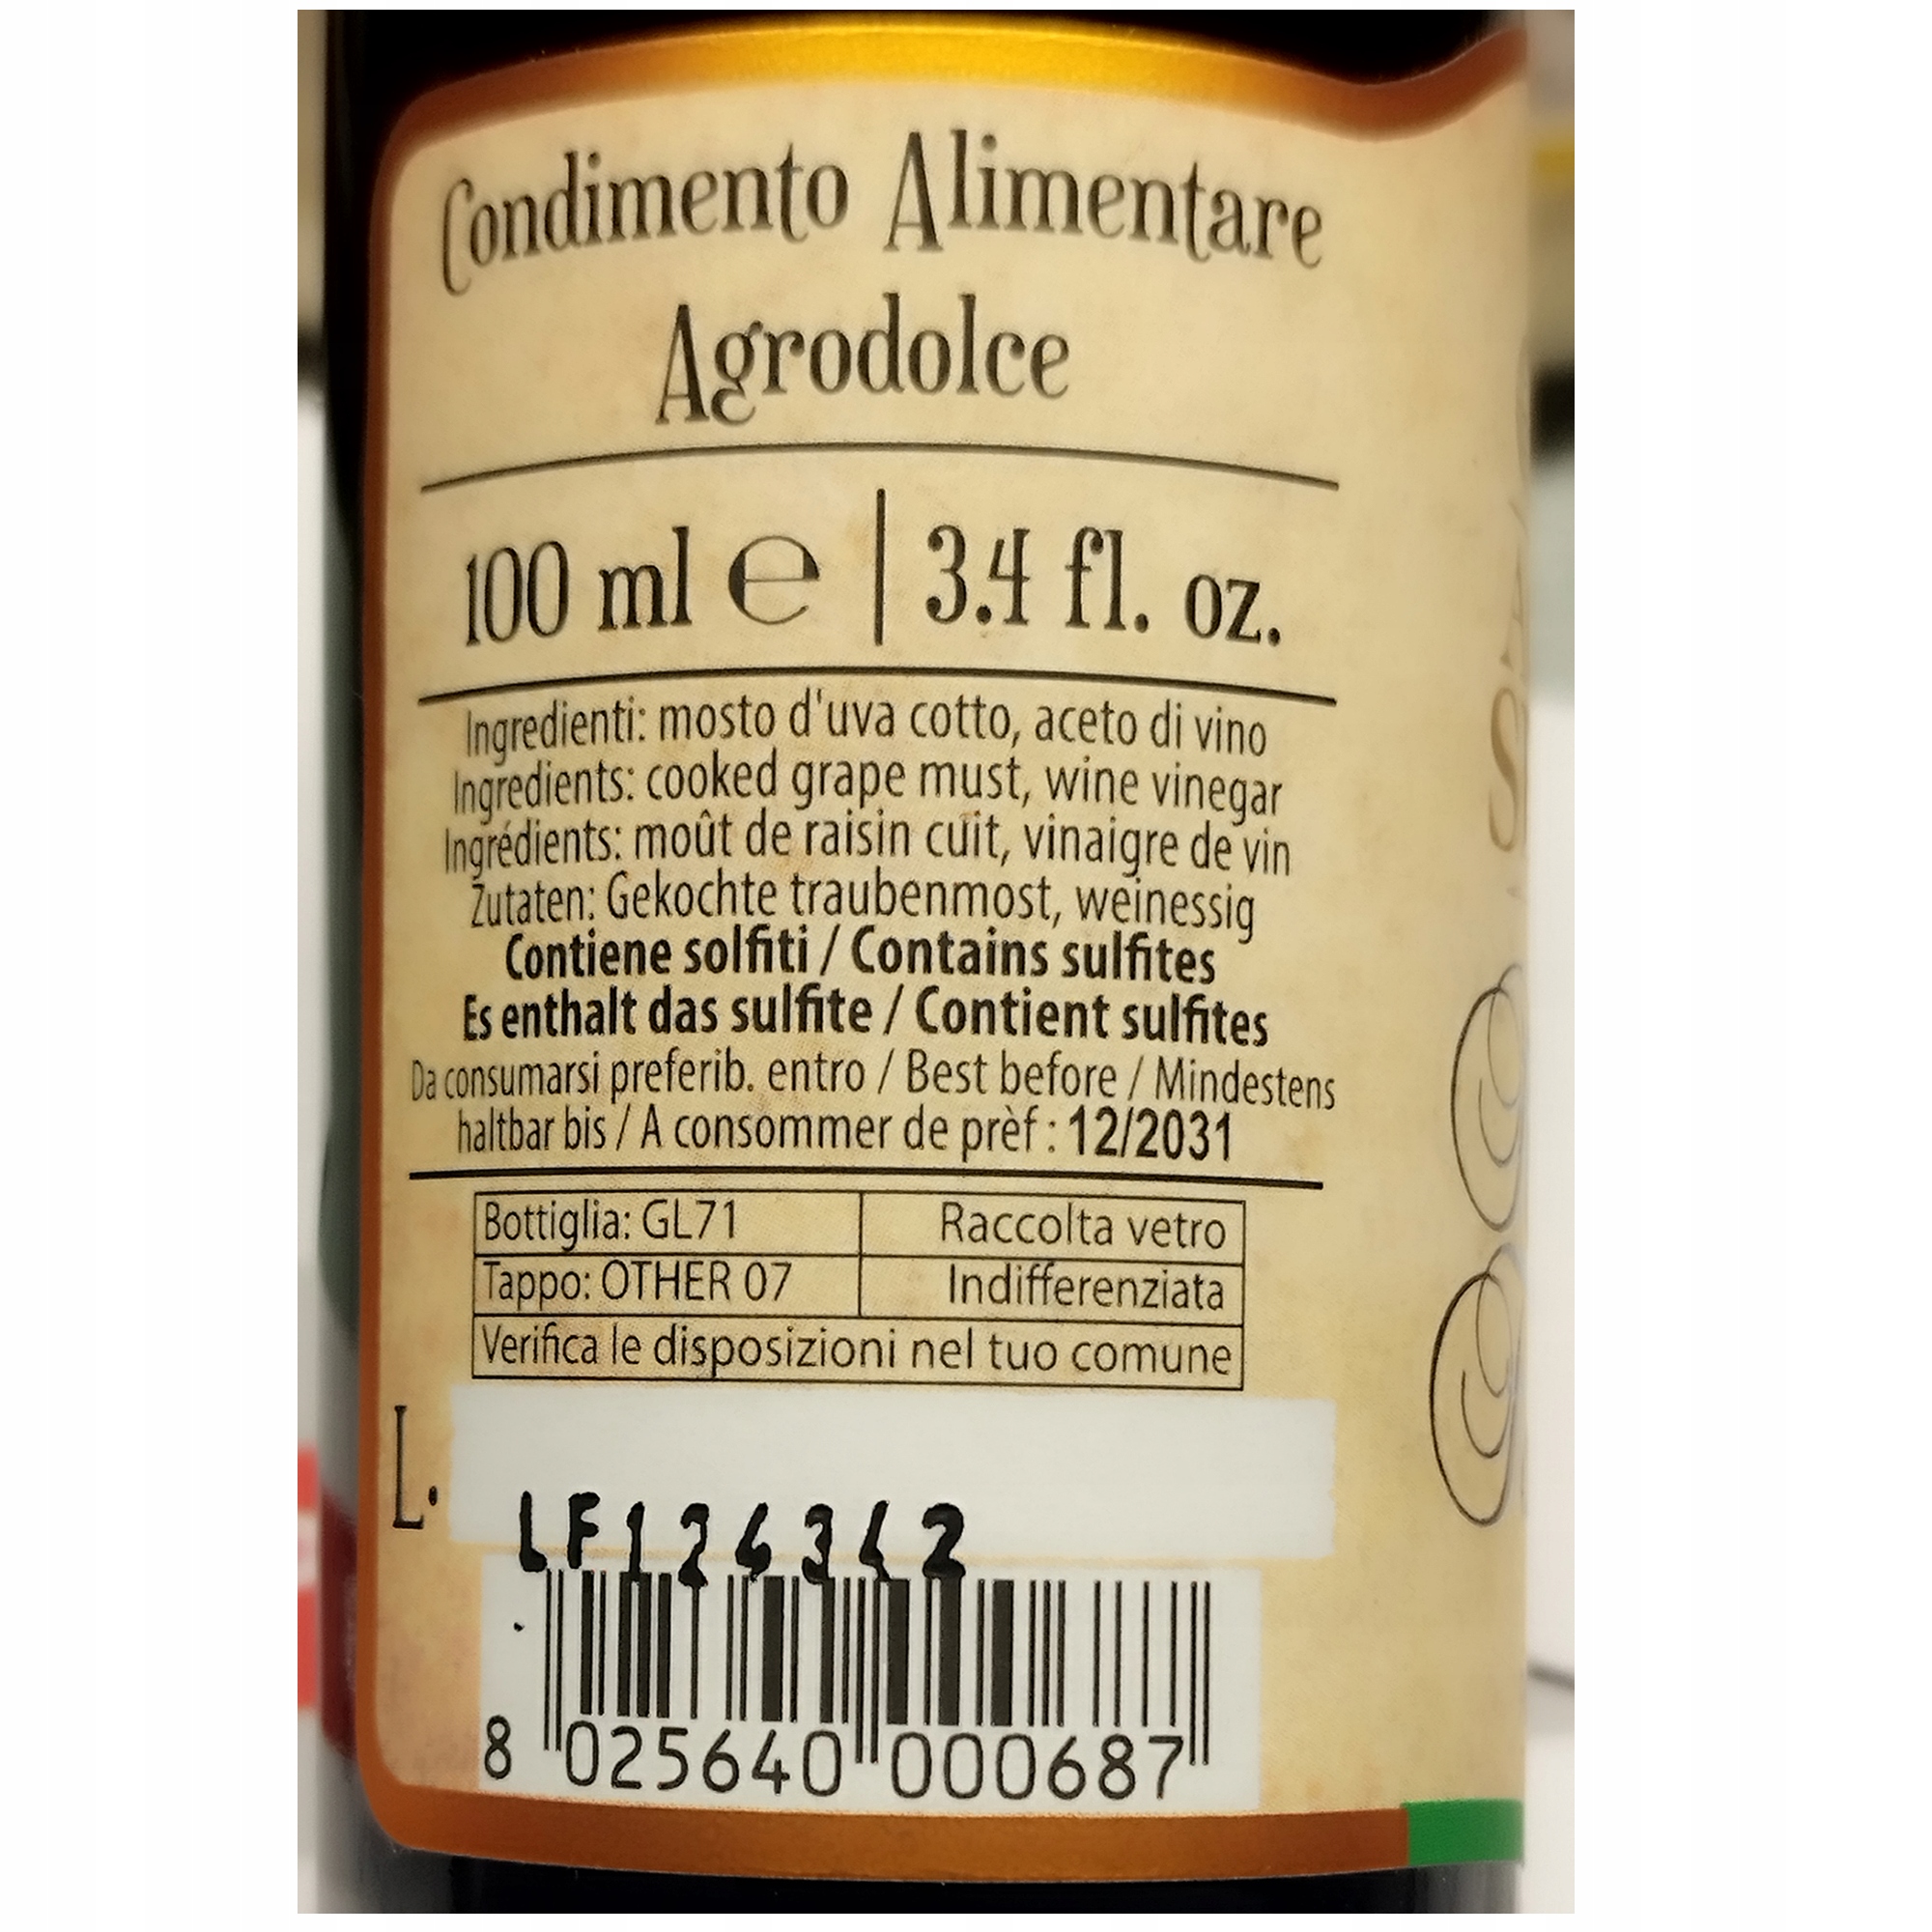 Condimento Alimentare
Agrodolce
100 ml ℮ | 3.4 fl. oz.
Ingredienti: mosto d'uva cotto, aceto di vino
Ingredients: cooked grape must, wine vinegar
Ingrédients: moût de raisin cuit, vinaigre de vin
Zutaten: Gekochte traubenmost, weinessig
Contiene solfiti / Contains sulfites
Es enthalt das sulfite / Contient sulfites
Da consumarsi preferib. entro / Best before / Mindestens
haltbar bis / A consommer de prèf : 12/2031
Bottiglia: GL71 Raccolta vetro
Tappo: OTHER 07 Indifferenziata
Verifica le disposizioni nel tuo comune
L.
LF124342
8 025640 000687